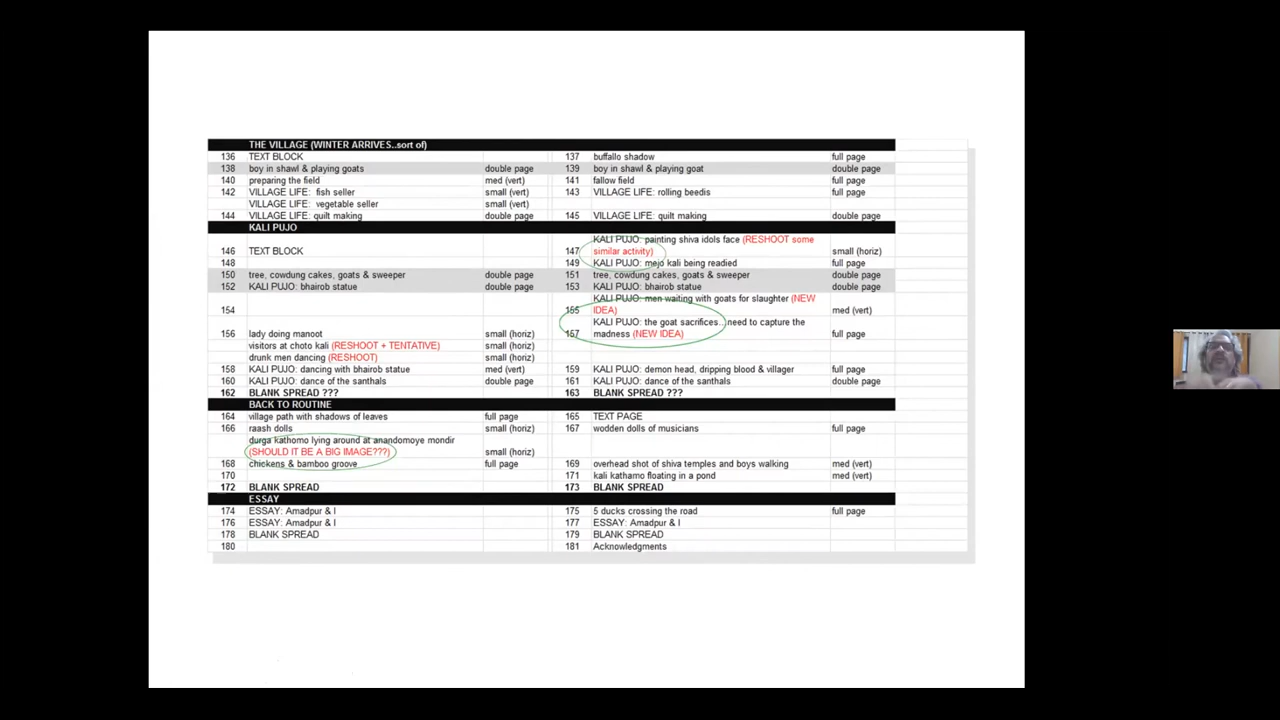 THE VILLAGE (WINTER ARRIVES..sort of)
136 TEXT BLOCK 137 buffallo shadow full page
138 boy in shawl & playing goats double page 139 boy in shawl & playing goat double page
140 preparing the field med (vert) 141 fallow field full page
142 VILLAGE LIFE: fish seller small (vert) 143 VILLAGE LIFE: rolling beedis full page
VILLAGE LIFE: vegetable seller small (vert)
144 VILLAGE LIFE: quilt making double page 145 VILLAGE LIFE: quilt making double page
KALI PUJO
KALI PUJO: painting shiva idols face (RESHOOT some
146 TEXT BLOCK 147 similar activity) small (horiz)
148 149 KALI PUJO: mejo kali being readied full page
150 tree, cowdung cakes, goats & sweeper double page 151 tree, cowdung cakes, goats & sweeper double page
152 KALI PUJO: bhairob statue double page 153 KALI PUJO: bhairob statue double page
KALI PUJO: men waiting with goats for slaughter (NEW
154 155 IDEA) med (vert)
KALI PUJO: the goat sacrifices...need to capture the
156 lady doing manoot small (horiz) 157 madness (NEW IDEA) full page
visitors at choto kali (RESHOOT + TENTATIVE) small (horiz)
drunk men dancing (RESHOOT) small (horiz)
158 KALI PUJO: dancing with bhairob statue med (vert) 159 KALI PUJO: demon head, dripping blood & villager full page
160 KALI PUJO: dance of the santhals double page 161 KALI PUJO: dance of the santhals double page
162 BLANK SPREAD ??? 163 BLANK SPREAD ???
BACK TO ROUTINE
164 village path with shadows of leaves full page 165 TEXT PAGE
166 raash dolls small (horiz) 167 wodden dolls of musicians full page
durga kathomo lying around at anandomoye mondir
(SHOULD IT BE A BIG IMAGE???) small (horiz)
168 chickens & bamboo groove full page 169 overhead shot of shiva temples and boys walking med (vert)
170 171 kali kathamo floating in a pond med (vert)
172 BLANK SPREAD 173 BLANK SPREAD
ESSAY
174 ESSAY: Amadpur & I 175 5 ducks crossing the road full page
176 ESSAY: Amadpur & I 177 ESSAY: Amadpur & I
178 BLANK SPREAD 179 BLANK SPREAD
180 181 Acknowledgments